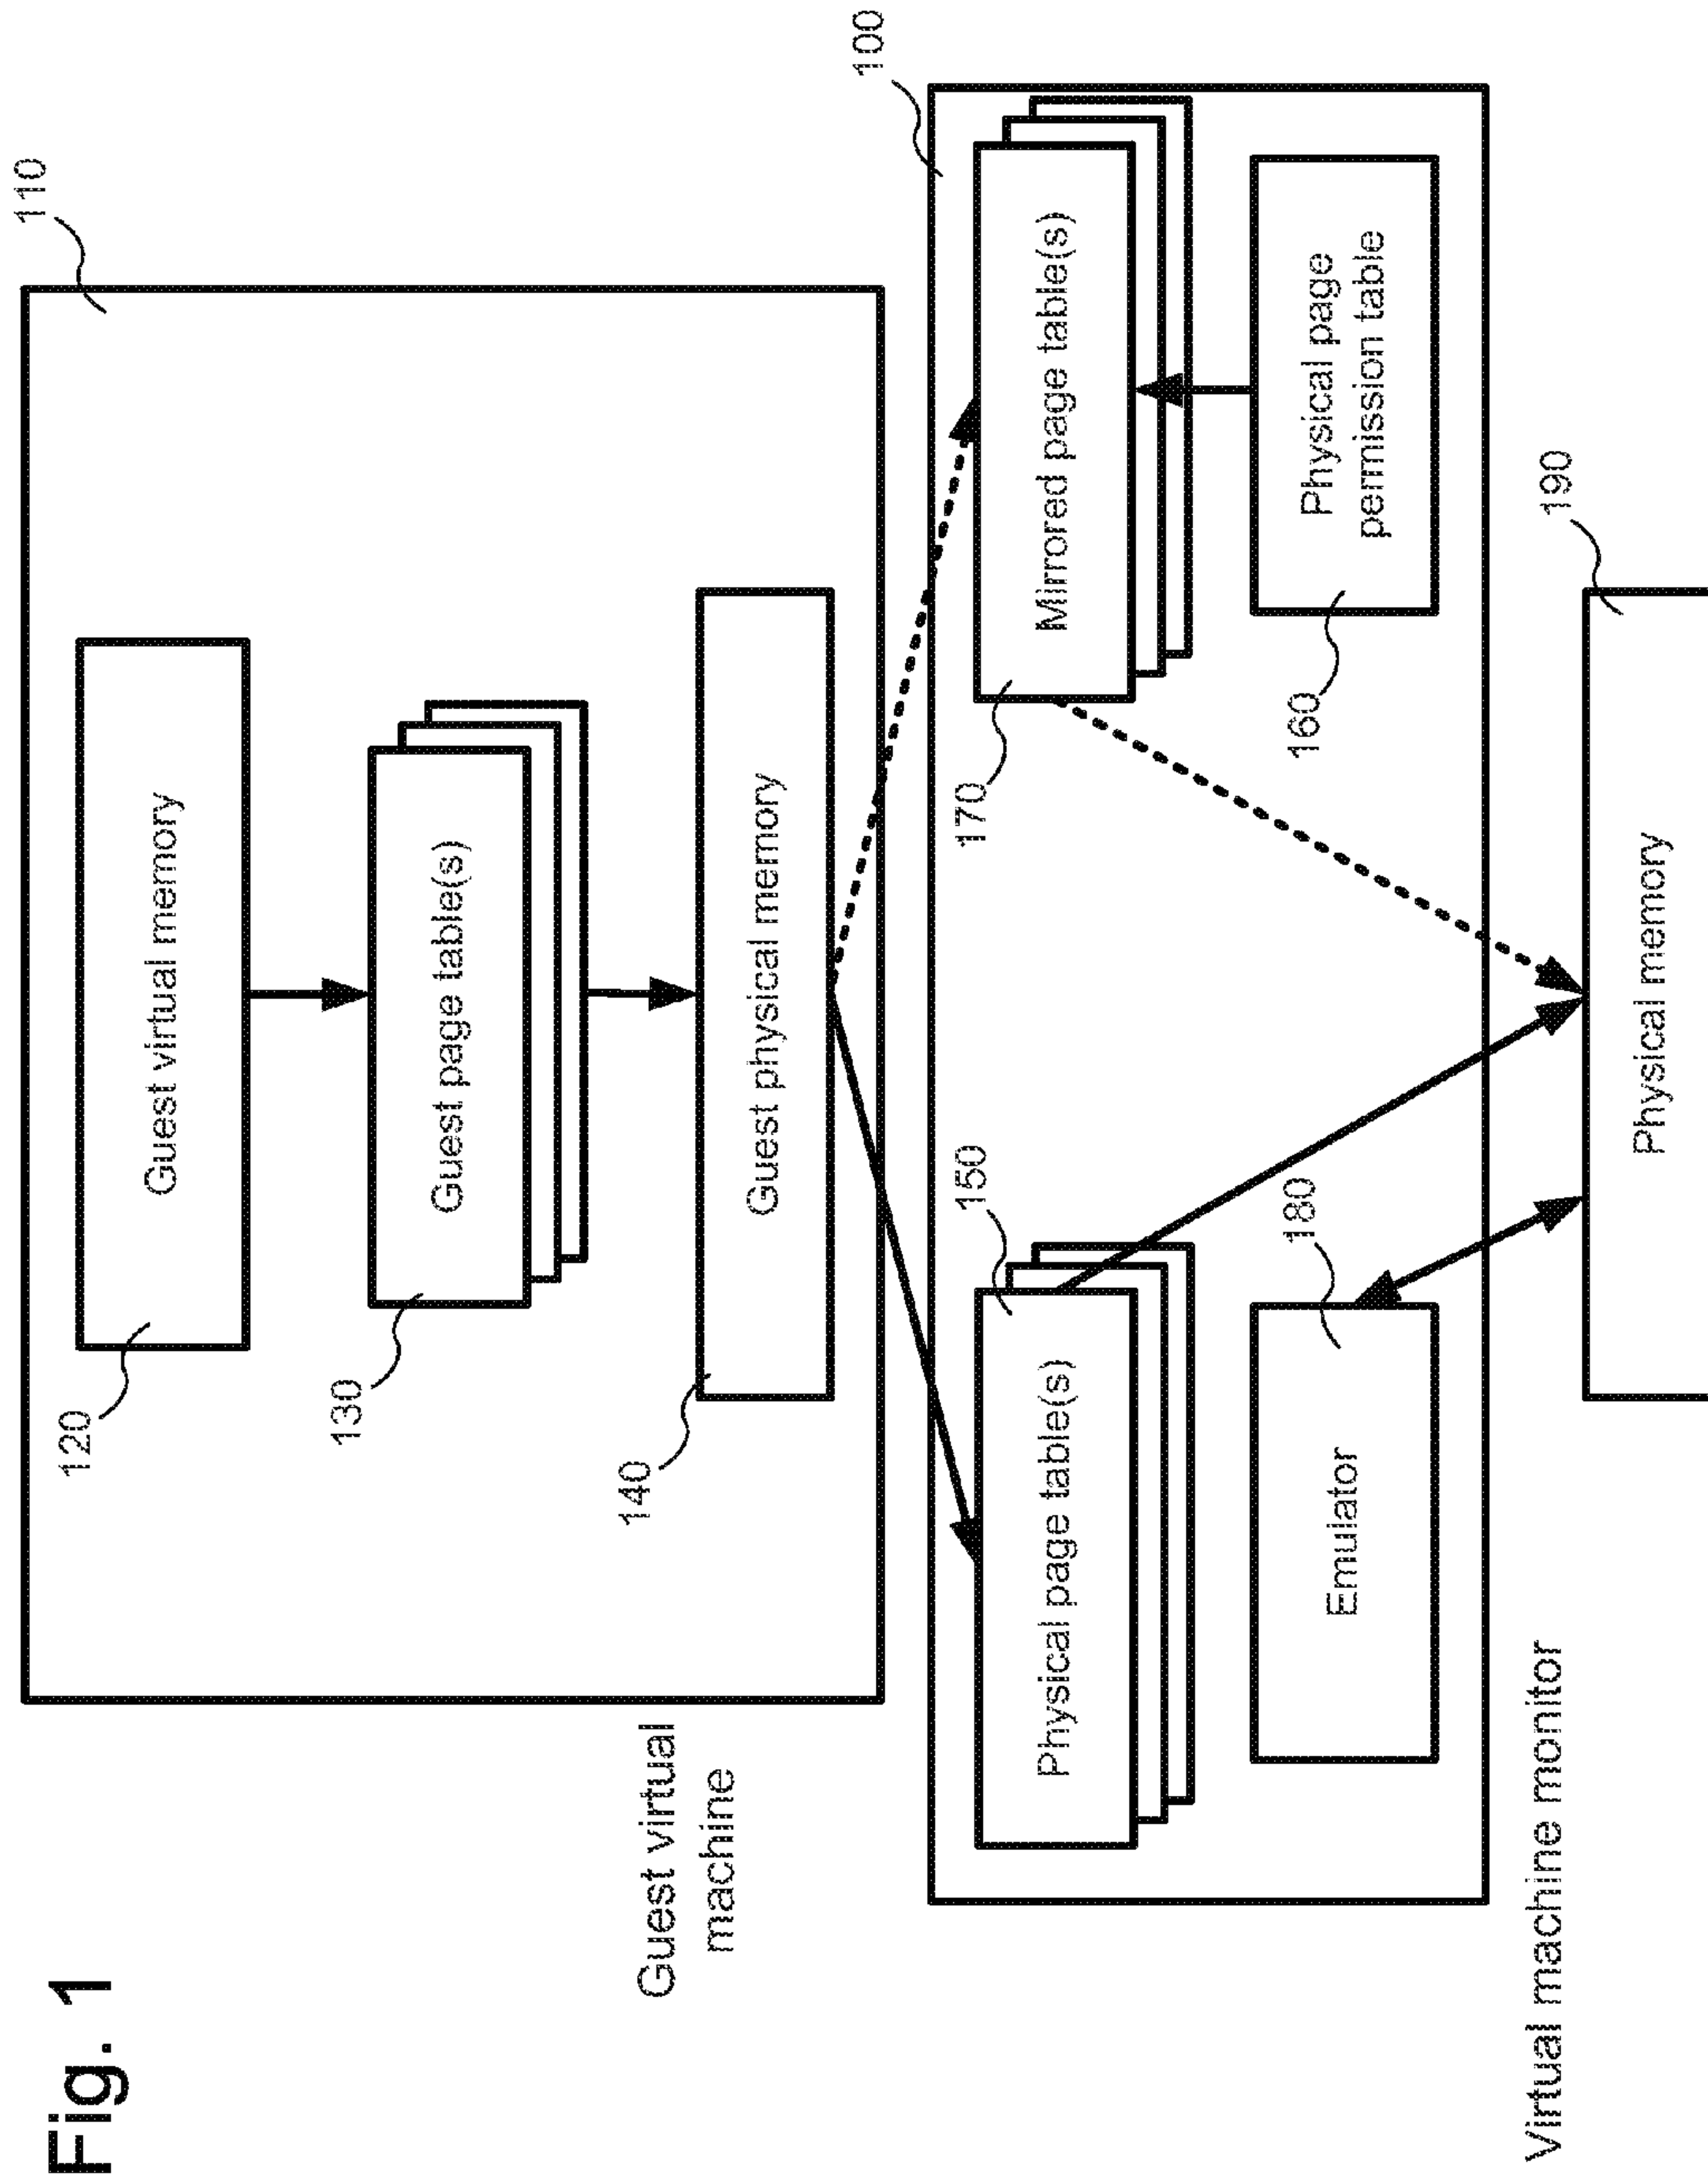 Fig. 1
110
Guest virtual memory
120
Guest page table(s)
130
Guest physical memory
140
Guest virtual
machine
100
Physical page table(s)
150
Mirrored page table(s)
170
Emulator
180
Physical page
permission table
160
Virtual machine monitor
Physical memory
190